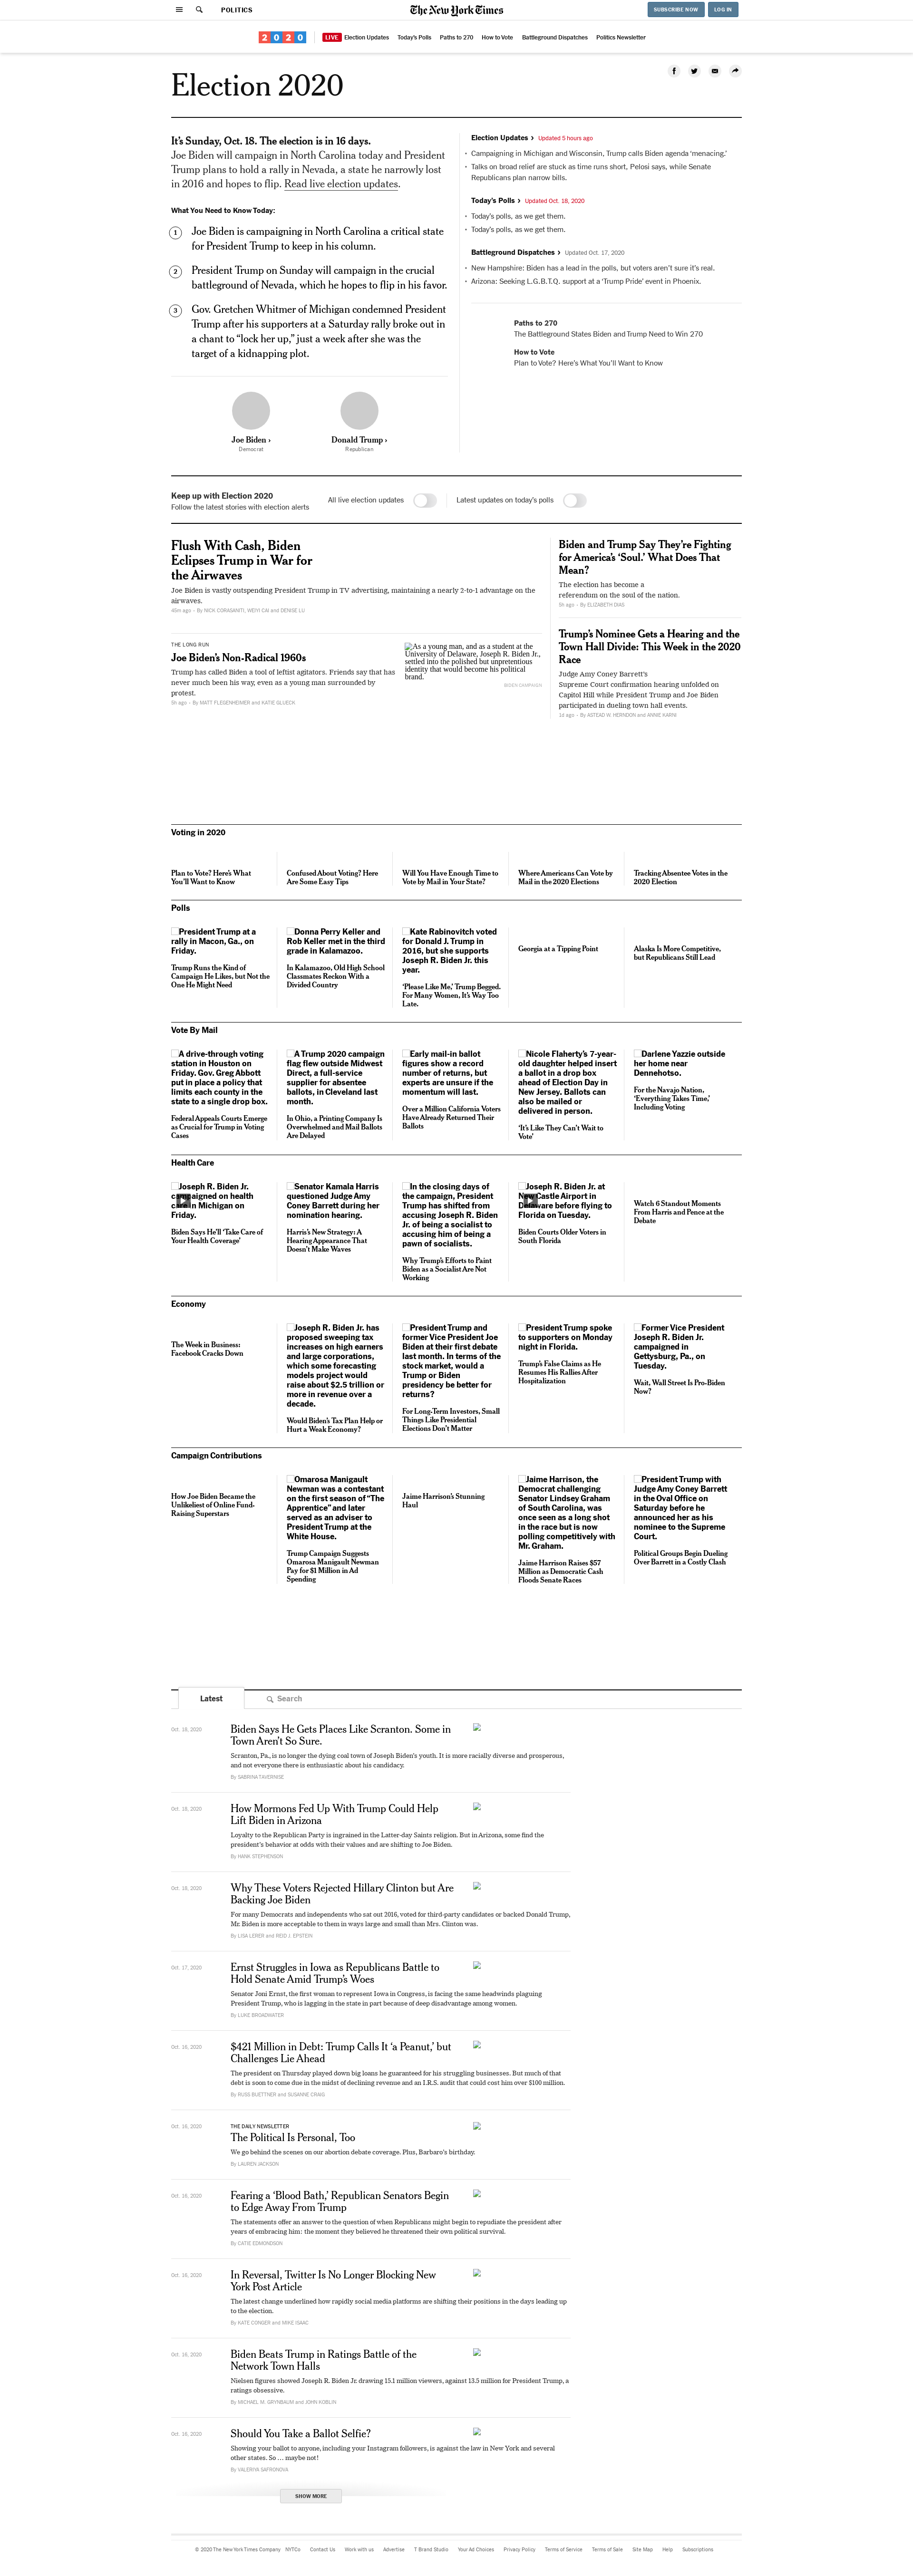 POLITICS
The New York Times
SUBSCRIBE NOW
LOG IN
2020
LIVE Election Updates
Today's Polls
Paths to 270
How to Vote
Battleground Dispatches
Politics Newsletter
Election 2020
It's Sunday, Oct. 18. The election is in 16 days.
Joe Biden will campaign in North Carolina today and President
Trump plans to hold a rally in Nevada, a state he narrowly lost
in 2016 and hopes to flip. Read live election updates.
What You Need to Know Today:
1
Joe Biden is campaigning in North Carolina a critical state
for President Trump to keep in his column.
2
President Trump on Sunday will campaign in the crucial
battleground of Nevada, which he hopes to flip in his favor.
3
Gov. Gretchen Whitmer of Michigan condemned President
Trump after his supporters at a Saturday rally broke out in
a chant to “lock her up,” just a week after she was the
target of a kidnapping plot.
Joe Biden ›
Democrat
Donald Trump ›
Republican
Election Updates › Updated 5 hours ago
• Campaigning in Michigan and Wisconsin, Trump calls Biden agenda ‘menacing.’
• Talks on broad relief are stuck as time runs short, Pelosi says, while Senate
Republicans plan narrow bills.
Today's Polls › Updated Oct. 18, 2020
• Today's polls, as we get them.
• Today's polls, as we get them.
Battleground Dispatches › Updated Oct. 17, 2020
• New Hampshire: Biden has a lead in the polls, but voters aren't sure it's real.
• Arizona: Seeking L.G.B.T.Q. support at a ‘Trump Pride’ event in Phoenix.
Paths to 270
The Battleground States Biden and Trump Need to Win 270
How to Vote
Plan to Vote? Here's What You'll Want to Know
Keep up with Election 2020
Follow the latest stories with election alerts
All live election updates
Latest updates on today's polls
Flush With Cash, Biden
Eclipses Trump in War for
the Airwaves
Joe Biden is vastly outspending President Trump in TV advertising, maintaining a nearly 2-to-1 advantage on the
airwaves.
45m ago · By NICK CORASANITI, WEIYI CAI and DENISE LU
THE LONG RUN
Joe Biden's Non-Radical 1960s
Trump has called Biden a tool of leftist agitators. Friends say that has
never much been his way, even as a young man surrounded by
protest.
5h ago · By MATT FLEGENHEIMER and KATIE GLUECK
As a young man, and as a student at the
University of Delaware, Joseph R. Biden Jr.,
settled into the polished but unpretentious
identity that would become his political
brand.
BIDEN CAMPAIGN
Biden and Trump Say They're Fighting
for America's ‘Soul.’ What Does That
Mean?
The election has become a
referendum on the soul of the nation.
5h ago · By ELIZABETH DIAS
Trump's Nominee Gets a Hearing and the
Town Hall Divide: This Week in the 2020
Race
Judge Amy Coney Barrett's
Supreme Court confirmation hearing unfolded on
Capitol Hill while President Trump and Joe Biden
participated in dueling town hall events.
1d ago · By ASTEAD W. HERNDON and ANNIE KARNI
Voting in 2020
Plan to Vote? Here's What
You'll Want to Know
Confused About Voting? Here
Are Some Easy Tips
Will You Have Enough Time to
Vote by Mail in Your State?
Where Americans Can Vote by
Mail in the 2020 Elections
Tracking Absentee Votes in the
2020 Election
Polls
President Trump at a
rally in Macon, Ga., on
Friday.
Trump Runs the Kind of
Campaign He Likes, but Not the
One He Might Need
Donna Perry Keller and
Rob Keller met in the third
grade in Kalamazoo.
In Kalamazoo, Old High School
Classmates Reckon With a
Divided Country
Kate Rabinovitch voted
for Donald J. Trump in
2016, but she supports
Joseph R. Biden Jr. this
year.
‘Please Like Me,’ Trump Begged.
For Many Women, It's Way Too
Late.
Georgia at a Tipping Point
Alaska Is More Competitive,
but Republicans Still Lead
Vote By Mail
A drive-through voting
station in Houston on
Friday. Gov. Greg Abbott
put in place a policy that
limits each county in the
state to a single drop box.
Federal Appeals Courts Emerge
as Crucial for Trump in Voting
Cases
A Trump 2020 campaign
flag flew outside Midwest
Direct, a full-service
supplier for absentee
ballots, in Cleveland last
month.
In Ohio, a Printing Company Is
Overwhelmed and Mail Ballots
Are Delayed
Early mail-in ballot
figures show a record
number of returns, but
experts are unsure if the
momentum will last.
Over a Million California Voters
Have Already Returned Their
Ballots
Nicole Flaherty's 7-year-
old daughter helped insert
a ballot in a drop box
ahead of Election Day in
New Jersey. Ballots can
also be mailed or
delivered in person.
‘It's Like They Can't Wait to
Vote’
Darlene Yazzie outside
her home near
Dennehotso.
For the Navajo Nation,
‘Everything Takes Time,’
Including Voting
Health Care
Joseph R. Biden Jr.
campaigned on health
care in Michigan on
Friday.
Biden Says He'll ‘Take Care of
Your Health Coverage’
Senator Kamala Harris
questioned Judge Amy
Coney Barrett during her
nomination hearing.
Harris's New Strategy: A
Hearing Appearance That
Doesn't Make Waves
In the closing days of
the campaign, President
Trump has shifted from
accusing Joseph R. Biden
Jr. of being a socialist to
accusing him of being a
pawn of socialists.
Why Trump's Efforts to Paint
Biden as a Socialist Are Not
Working
Joseph R. Biden Jr. at
New Castle Airport in
Delaware before flying to
Florida on Tuesday.
Biden Courts Older Voters in
South Florida
Watch 6 Standout Moments
From Harris and Pence at the
Debate
Economy
The Week in Business:
Facebook Cracks Down
Joseph R. Biden Jr. has
proposed sweeping tax
increases on high earners
and large corporations,
which some forecasting
models project would
raise about $2.5 trillion or
more in revenue over a
decade.
Would Biden's Tax Plan Help or
Hurt a Weak Economy?
President Trump and
former Vice President Joe
Biden at their first debate
last month. In terms of the
stock market, would a
Trump or Biden
presidency be better for
returns?
For Long-Term Investors, Small
Things Like Presidential
Elections Don't Matter
President Trump spoke
to supporters on Monday
night in Florida.
Trump's False Claims as He
Resumes His Rallies After
Hospitalization
Former Vice President
Joseph R. Biden Jr.
campaigned in
Gettysburg, Pa., on
Tuesday.
Wait, Wall Street Is Pro-Biden
Now?
Campaign Contributions
How Joe Biden Became the
Unlikeliest of Online Fund-
Raising Superstars
Omarosa Manigault
Newman was a contestant
on the first season of “The
Apprentice” and later
served as an adviser to
President Trump at the
White House.
Trump Campaign Suggests
Omarosa Manigault Newman
Pay for $1 Million in Ad
Spending
Jaime Harrison's Stunning
Haul
Jaime Harrison, the
Democrat challenging
Senator Lindsey Graham
of South Carolina, was
once seen as a long shot
in the race but is now
polling competitively with
Mr. Graham.
Jaime Harrison Raises $57
Million as Democratic Cash
Floods Senate Races
President Trump with
Judge Amy Coney Barrett
in the Oval Office on
Saturday before he
announced her as his
nominee to the Supreme
Court.
Political Groups Begin Dueling
Over Barrett in a Costly Clash
Latest
Search
Oct. 18, 2020
Biden Says He Gets Places Like Scranton. Some in
Town Aren't So Sure.
Scranton, Pa., is no longer the dying coal town of Joseph Biden's youth. It is more racially diverse and prosperous,
and not everyone there is enthusiastic about his candidacy.
By SABRINA TAVERNISE
Oct. 18, 2020
How Mormons Fed Up With Trump Could Help
Lift Biden in Arizona
Loyalty to the Republican Party is ingrained in the Latter-day Saints religion. But in Arizona, some find the
president's behavior at odds with their values and are shifting to Joe Biden.
By HANK STEPHENSON
Oct. 18, 2020
Why These Voters Rejected Hillary Clinton but Are
Backing Joe Biden
For many Democrats and independents who sat out 2016, voted for third-party candidates or backed Donald Trump,
Mr. Biden is more acceptable to them in ways large and small than Mrs. Clinton was.
By LISA LERER and REID J. EPSTEIN
Oct. 17, 2020
Ernst Struggles in Iowa as Republicans Battle to
Hold Senate Amid Trump's Woes
Senator Joni Ernst, the first woman to represent Iowa in Congress, is facing the same headwinds plaguing
President Trump, who is lagging in the state in part because of deep disadvantage among women.
By LUKE BROADWATER
Oct. 16, 2020
$421 Million in Debt: Trump Calls It ‘a Peanut,’ but
Challenges Lie Ahead
The president on Thursday played down big loans he guaranteed for his struggling businesses. But much of that
debt is soon to come due in the midst of declining revenue and an I.R.S. audit that could cost him over $100 million.
By RUSS BUETTNER and SUSANNE CRAIG
Oct. 16, 2020
THE DAILY NEWSLETTER
The Political Is Personal, Too
We go behind the scenes on our abortion debate coverage. Plus, Barbaro's birthday.
By LAUREN JACKSON
Oct. 16, 2020
Fearing a ‘Blood Bath,’ Republican Senators Begin
to Edge Away From Trump
The statements offer an answer to the question of when Republicans might begin to repudiate the president after
years of embracing him: the moment they believed he threatened their own political survival.
By CATIE EDMONDSON
Oct. 16, 2020
In Reversal, Twitter Is No Longer Blocking New
York Post Article
The latest change underlined how rapidly social media platforms are shifting their positions in the days leading up
to the election.
By KATE CONGER and MIKE ISAAC
Oct. 16, 2020
Biden Beats Trump in Ratings Battle of the
Network Town Halls
Nielsen figures showed Joseph R. Biden Jr. drawing 15.1 million viewers, against 13.5 million for President Trump, a
ratings obsessive.
By MICHAEL M. GRYNBAUM and JOHN KOBLIN
Oct. 16, 2020
Should You Take a Ballot Selfie?
Showing your ballot to anyone, including your Instagram followers, is against the law in New York and several
other states. So … maybe not!
By VALERIYA SAFRONOVA
SHOW MORE
© 2020 The New York Times Company
NYTCo
Contact Us
Work with us
Advertise
T Brand Studio
Your Ad Choices
Privacy Policy
Terms of Service
Terms of Sale
Site Map
Help
Subscriptions